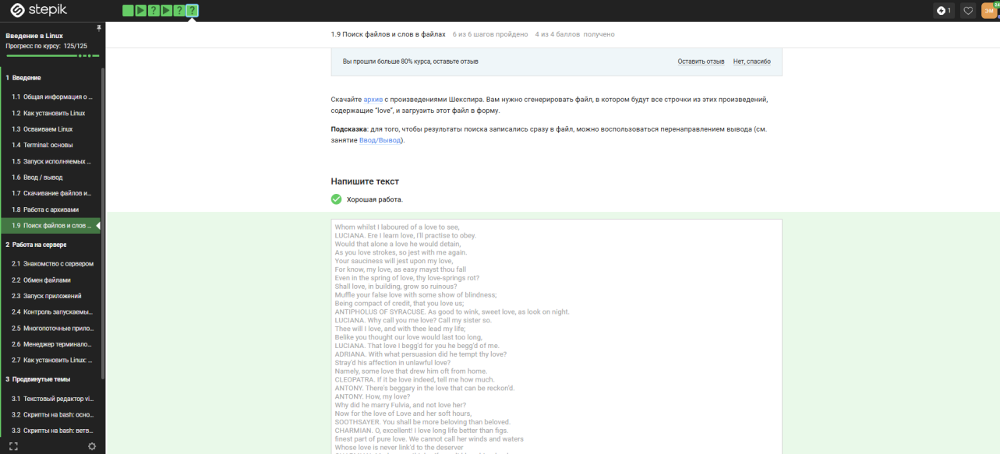 stepik
? ? ?
1
ЭМ
24
Введение в Linux
Прогресс по курсу: 125/125
1 Введение
1.1 Общая информация о ...
1.2 Как установить Linux
1.3 Осваиваем Linux
1.4 Terminal: основы
1.5 Запуск исполняемых ...
1.6 Ввод / вывод
1.7 Скачивание файлов и...
1.8 Работа с архивами
1.9 Поиск файлов и слов ...
2 Работа на сервере
2.1 Знакомство с сервером
2.2 Обмен файлами
2.3 Запуск приложений
2.4 Контроль запускаемы...
2.5 Многопоточные прило...
2.6 Менеджер терминало...
2.7 Как установить Linux: ...
3 Продвинутые темы
3.1 Текстовый редактор vi...
3.2 Скрипты на bash: осно...
3.3 Скрипты на bash: ветв...
1.9 Поиск файлов и слов в файлах 6 из 6 шагов пройдено 4 из 4 баллов получено
Вы прошли больше 80% курса, оставьте отзыв Оставить отзыв Нет, спасибо
Скачайте архив с произведениями Шекспира. Вам нужно сгенерировать файл, в котором будут все строчки из этих произведений,
содержащие "love", и загрузить этот файл в форму.
Подсказка: для того, чтобы результаты поиска записались сразу в файл, можно воспользоваться перенаправлением вывода (см.
занятие Ввод/Вывод).
Напишите текст
Хорошая работа.
Whom whilst I laboured of a love to see,
LUCIANA. Ere I learn love, I'll practise to obey.
Would that alone a love he would detain,
As you love strokes, so jest with me again.
Your sauciness will jest upon my love,
For know, my love, as easy mayst thou fall
Even in the spring of love, thy love-springs rot?
Shall love, in building, grow so ruinous?
Muffle your false love with some show of blindness;
Being compact of credit, that you love us;
ANTIPHOLUS OF SYRACUSE. As good to wink, sweet love, as look on night.
LUCIANA. Why call you me love? Call my sister so.
Thee will I love, and with thee lead my life;
Belike you thought our love would last too long,
LUCIANA. That love I begg'd for you he begg'd of me.
ADRIANA. With what persuasion did he tempt thy love?
Stray'd his affection in unlawful love?
Namely, some love that drew him oft from home.
CLEOPATRA. If it be love indeed, tell me how much.
ANTONY. There's beggary in the love that can be reckon'd.
ANTONY. How, my love?
Why did he marry Fulvia, and not love her?
Now for the love of Love and her soft hours,
SOOTHSAYER. You shall be more beloving than beloved.
CHARMIAN. O, excellent! I love long life better than figs.
finest part of pure love. We cannot call her winds and waters
Whose love is never link'd to the deserver